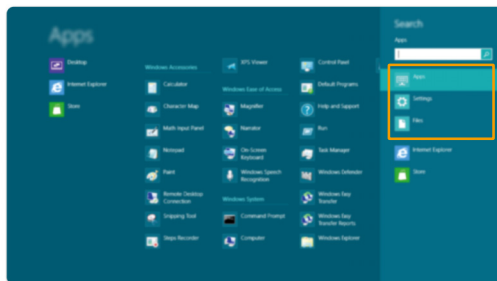 Apps
Desktop
Internet Explorer
Store
Windows Accessories
Calculator
Character Map
Math Input Panel
Notepad
Paint
Remote Desktop
Connection
Snipping Tool
Steps Recorder
XPS Viewer
Windows Ease of Access
Magnifier
Narrator
On-Screen
Keyboard
Windows Speech
Recognition
Windows System
Command Prompt
Computer
Control Panel
Default Programs
Help and Support
Run
Task Manager
Windows Defender
Windows Easy
Transfer
Windows Easy
Transfer Reports
Windows Explorer
Search
Apps
Apps
Settings
Files
Internet Explorer
Store